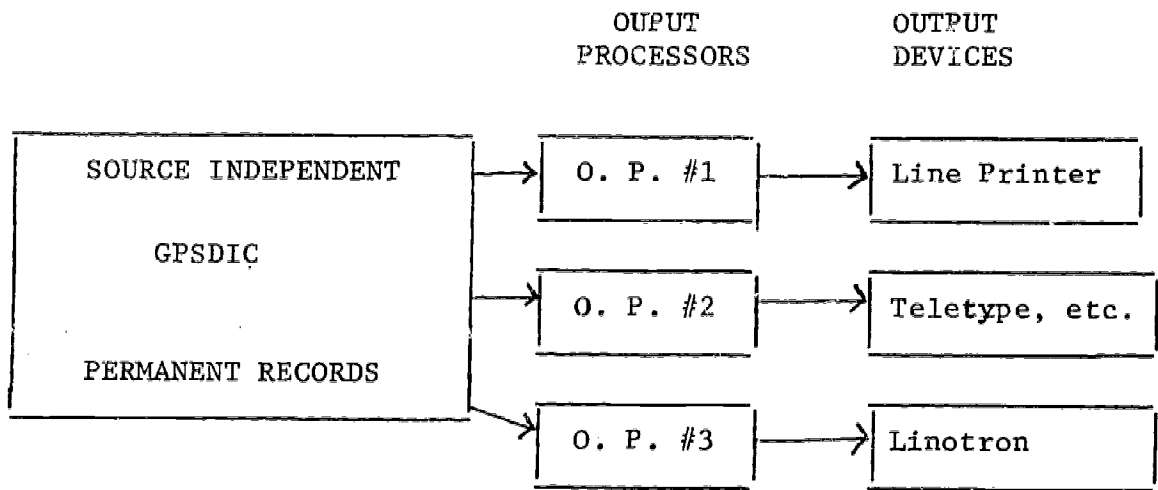 OUPUT
PROCESSORS
OUTPUT
DEVICES
SOURCE INDEPENDENT
GPSDIC
PERMANENT RECORDS
O. P. #1
Line Printer
O. P. #2
Teletype, etc.
O. P. #3
Linotron